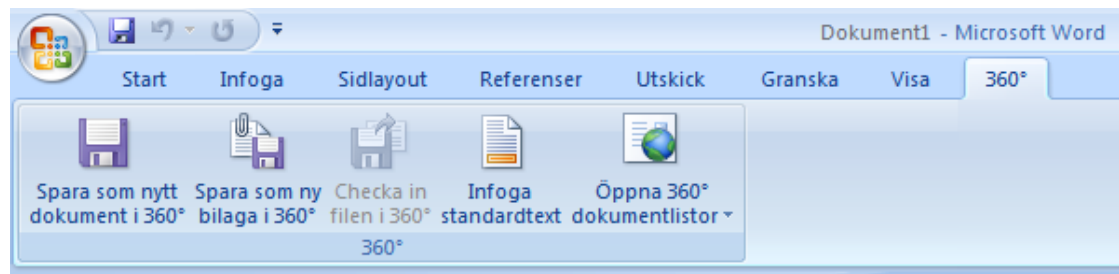 Dokument1 - Microsoft Word
Start Infoga Sidlayout Referenser Utskick Granska Visa 360°
Spara som nytt Spara som ny Checka in Infoga Öppna 360°
dokument i 360° bilaga i 360° filen i 360° standardtext dokumentlistor
360°